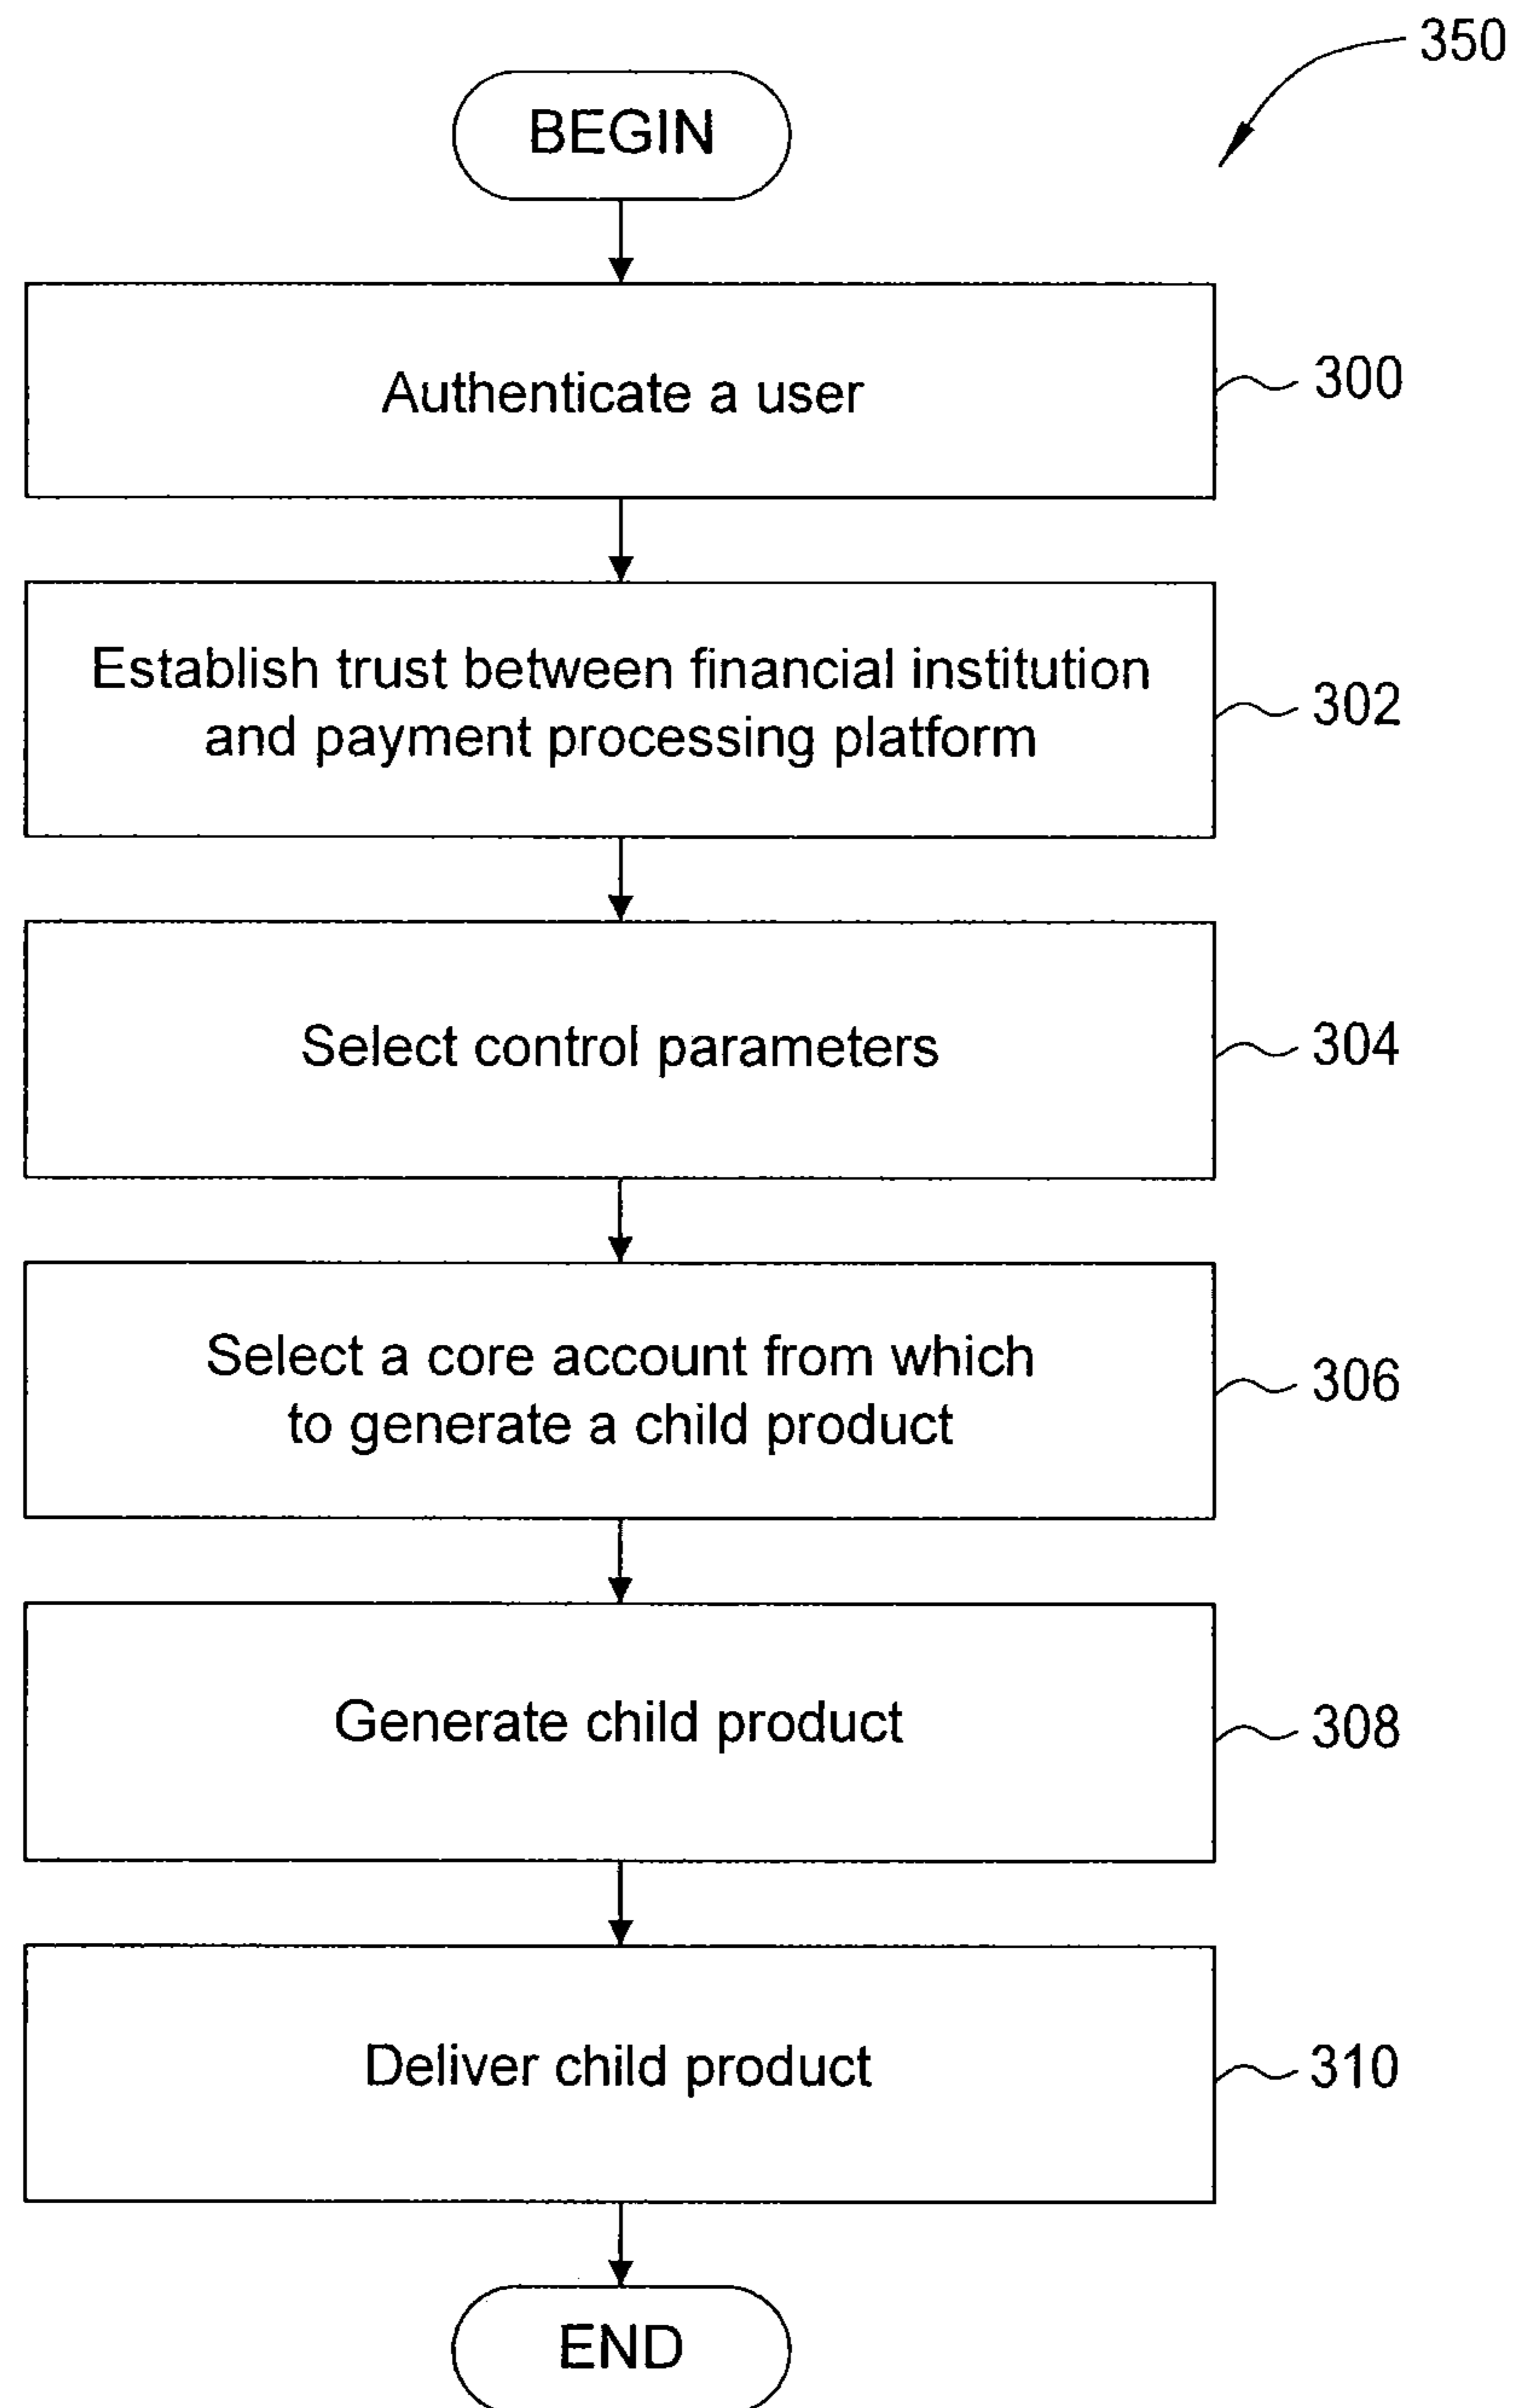 350
BEGIN
Authenticate a user
300
Establish trust between financial institution
and payment processing platform
302
Select control parameters
304
Select a core account from which
to generate a child product
306
Generate child product
308
Deliver child product
310
END